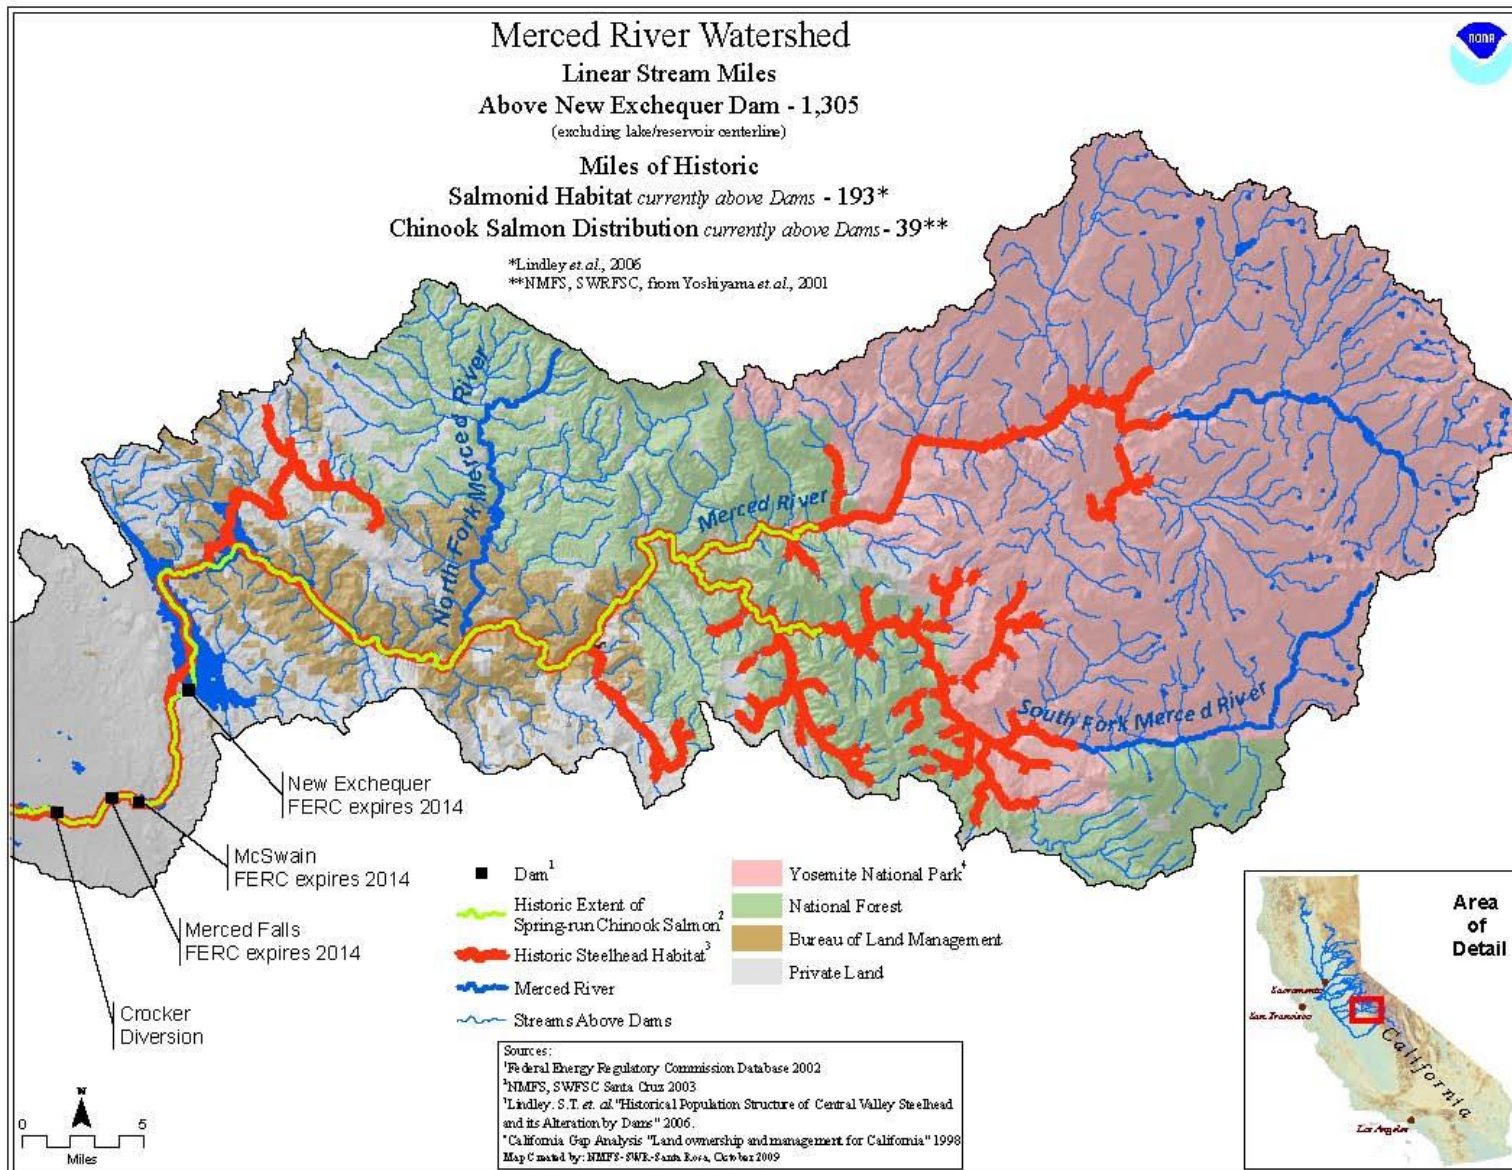 Merced River Watershed
Linear Stream Miles
Above New Exchequer Dam - 1,305
(excluding lake/reservoir centerline)
Miles of Historic
Salmonid Habitat currently above Dams - 193*
Chinook Salmon Distribution currently above Dams - 39**
*Lindley et.al., 2006
**NMFS, SWRFSC, from Yoshiyama et.al., 2001
NOAA
North Fork Merced River
Merced River
South Fork Merced River
New Exchequer
FERC expires 2014
McSwain
FERC expires 2014
Merced Falls
FERC expires 2014
Crocker
Diversion
Dam1
Historic Extent of
Spring-run Chinook Salmon2
Historic Steelhead Habitat3
Merced River
Streams Above Dams
Yosemite National Park4
National Forest
Bureau of Land Management
Private Land
Sources:
1Federal Energy Regulatory Commission Database 2002
2NMFS, SWFSC Santa Cruz 2003
3Lindley. S.T. et. al. "Historical Population Structure of Central Valley Steelhead
and its Alteration by Dams" 2006.
4California Gap Analysis "Land ownership and management for California" 1998
Map Created by: NMFS-SWR-Santa Rosa, October 2009
N
0 5
Miles
Area
of
Detail
Sacramento
San Francisco
California
Los Angeles